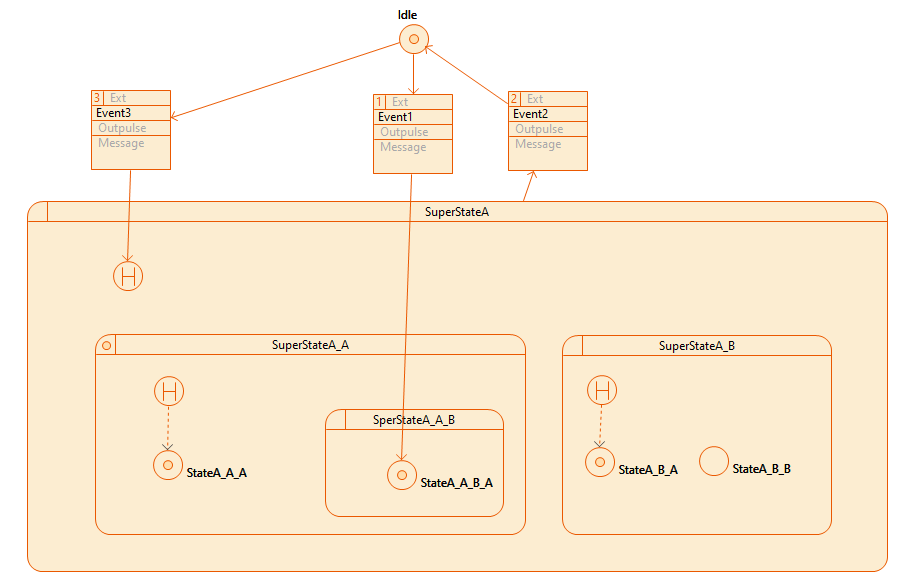 Idle
3 Ext
Event3
Outpulse
Message
1 Ext
Event1
Outpulse
Message
2 Ext
Event2
Outpulse
Message
SuperStateA
H
SuperStateA_A
H
StateA_A_A
SperStateA_A_B
StateA_A_B_A
SuperStateA_B
H
StateA_B_A
StateA_B_B